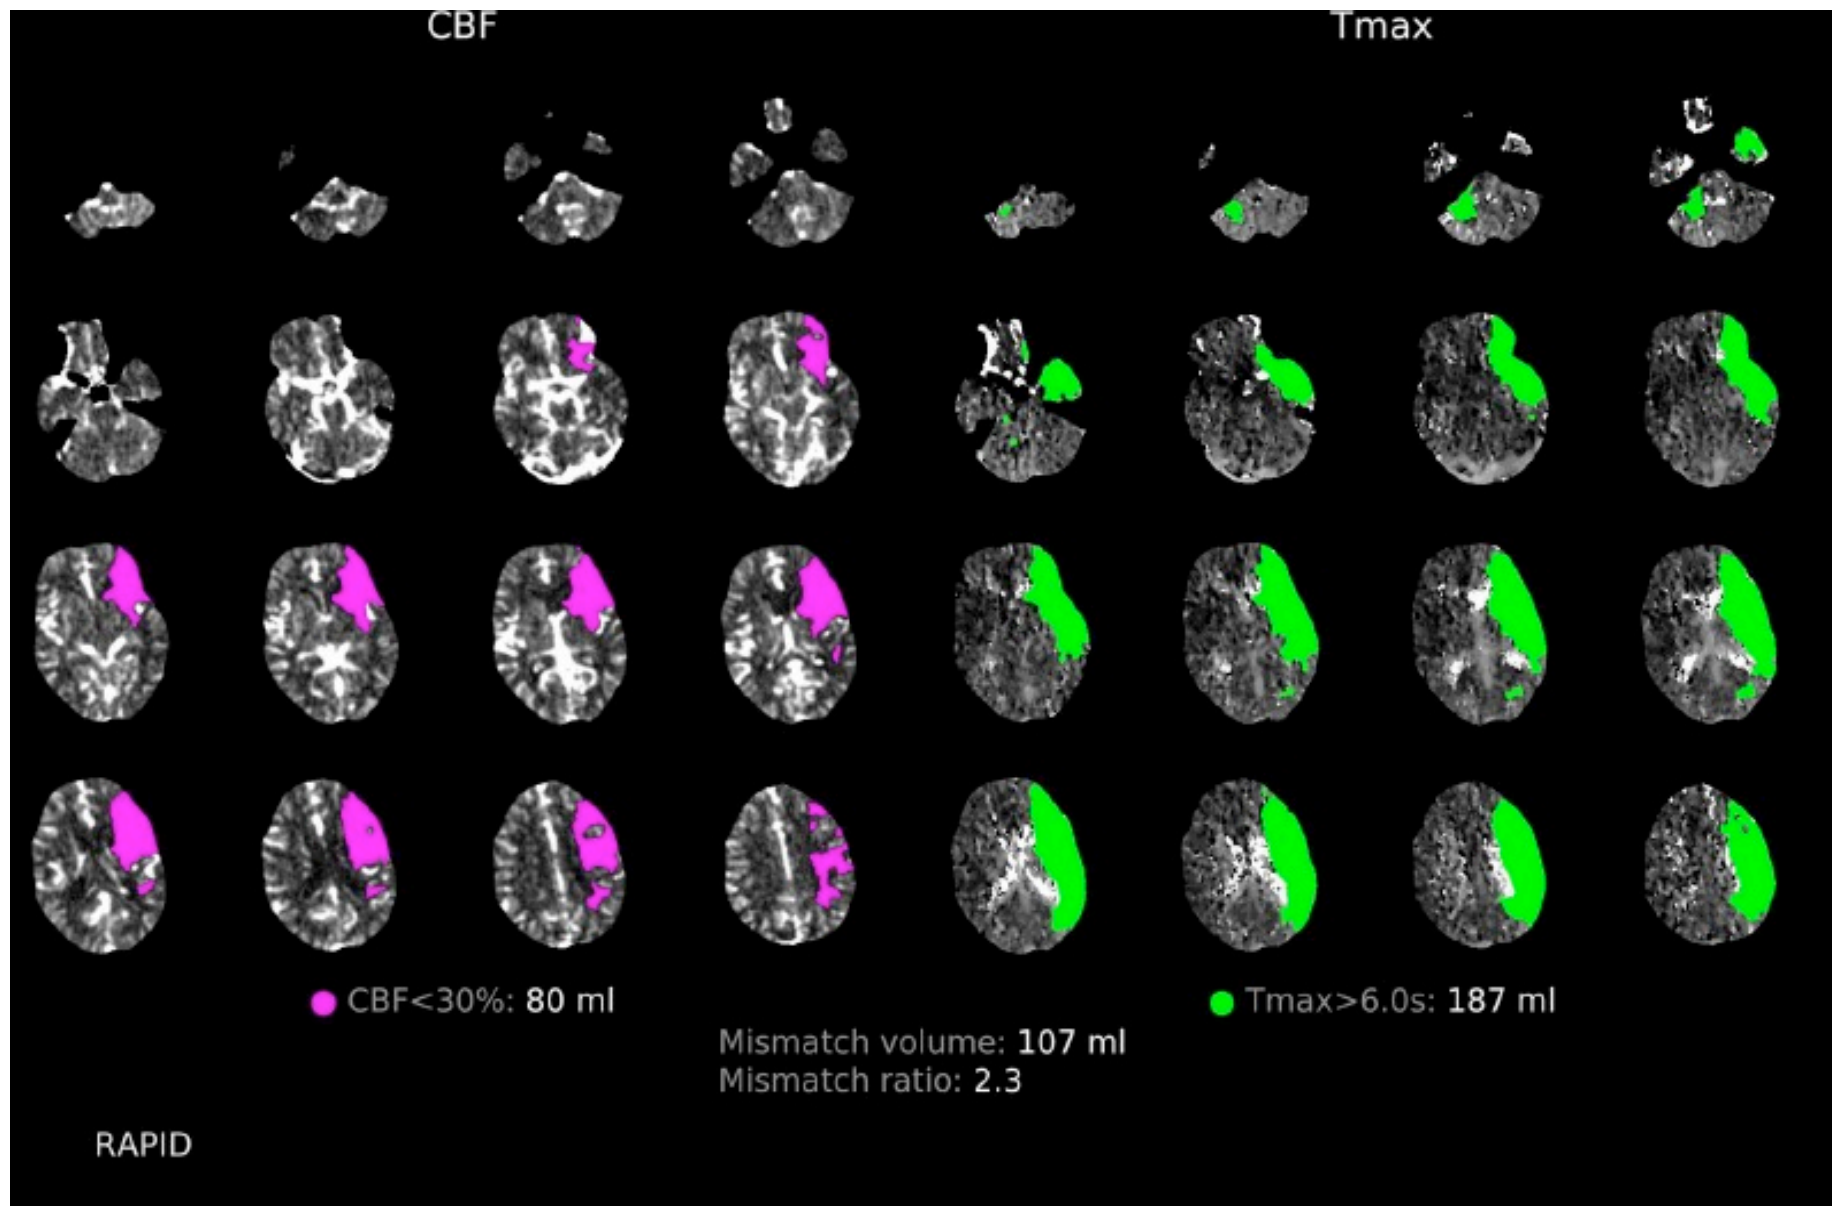 CBF
Tmax
CBF<30%: 80 ml
Tmax>6.0s: 187 ml
Mismatch volume: 107 ml
Mismatch ratio: 2.3
RAPID